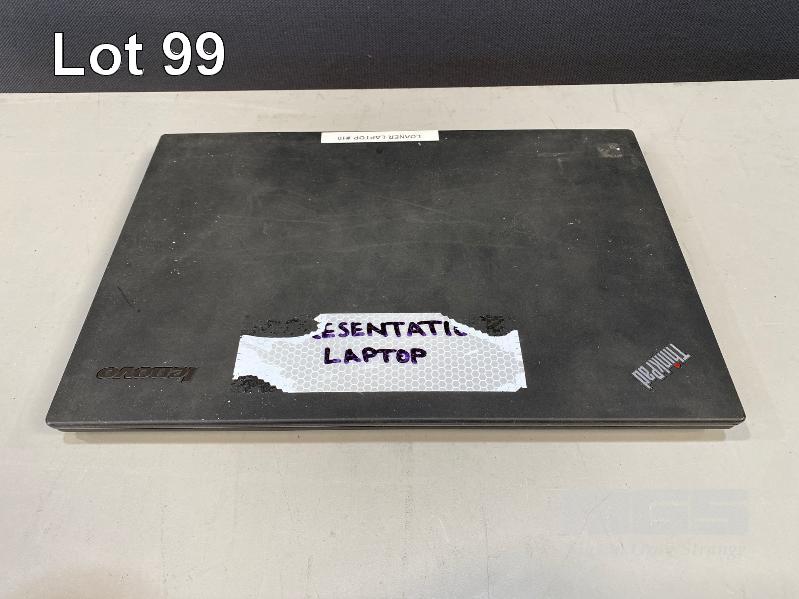 Lot 99
LOANER LAPTOP #10
ESENTATI
LAPTOP
lenovo
ThinkPad